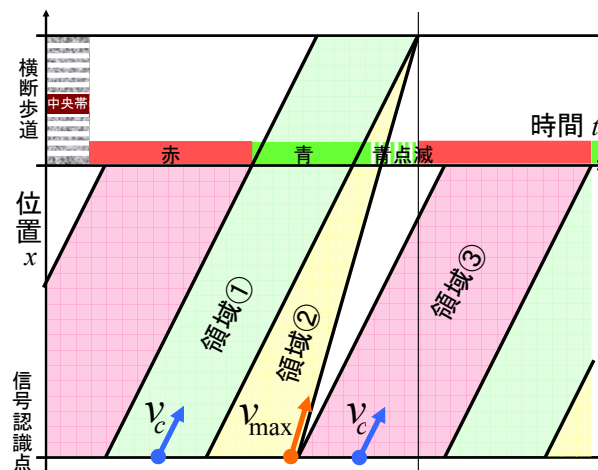 横断歩道
中央帯
時間 t
赤
青
青点滅
位置 x
領域①
領域②
領域③
信号認識点
v_c
v_max
v_c